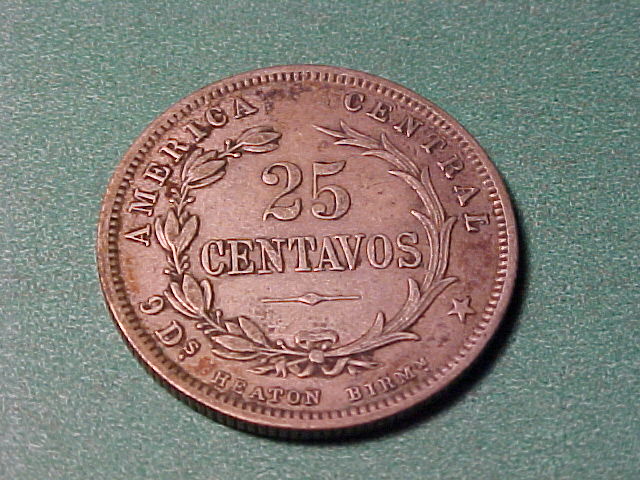 AMERICA CENTRAL
25
CENTAVOS
9 Ds.
HEATON BIRMM